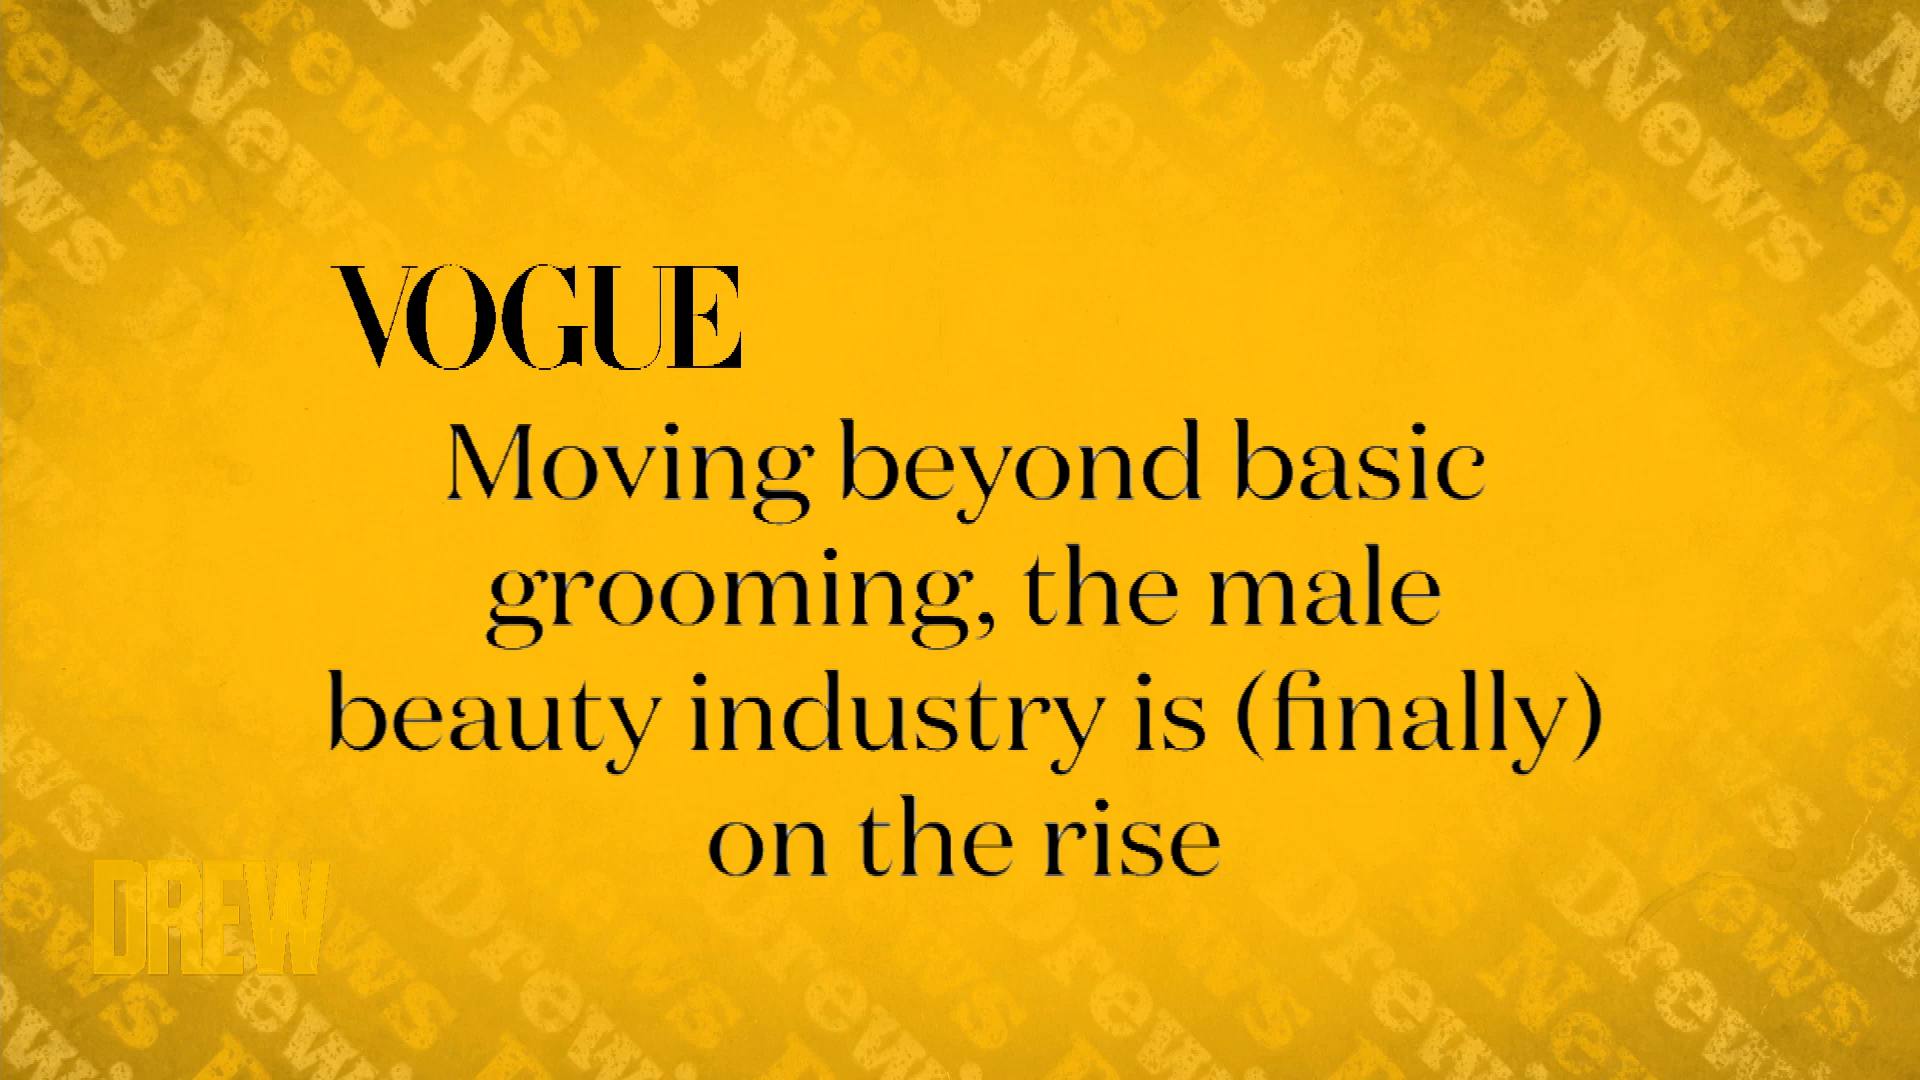 VOGUE
Moving beyond basic
grooming, the male
beauty industry is (finally)
on the rise
DREW